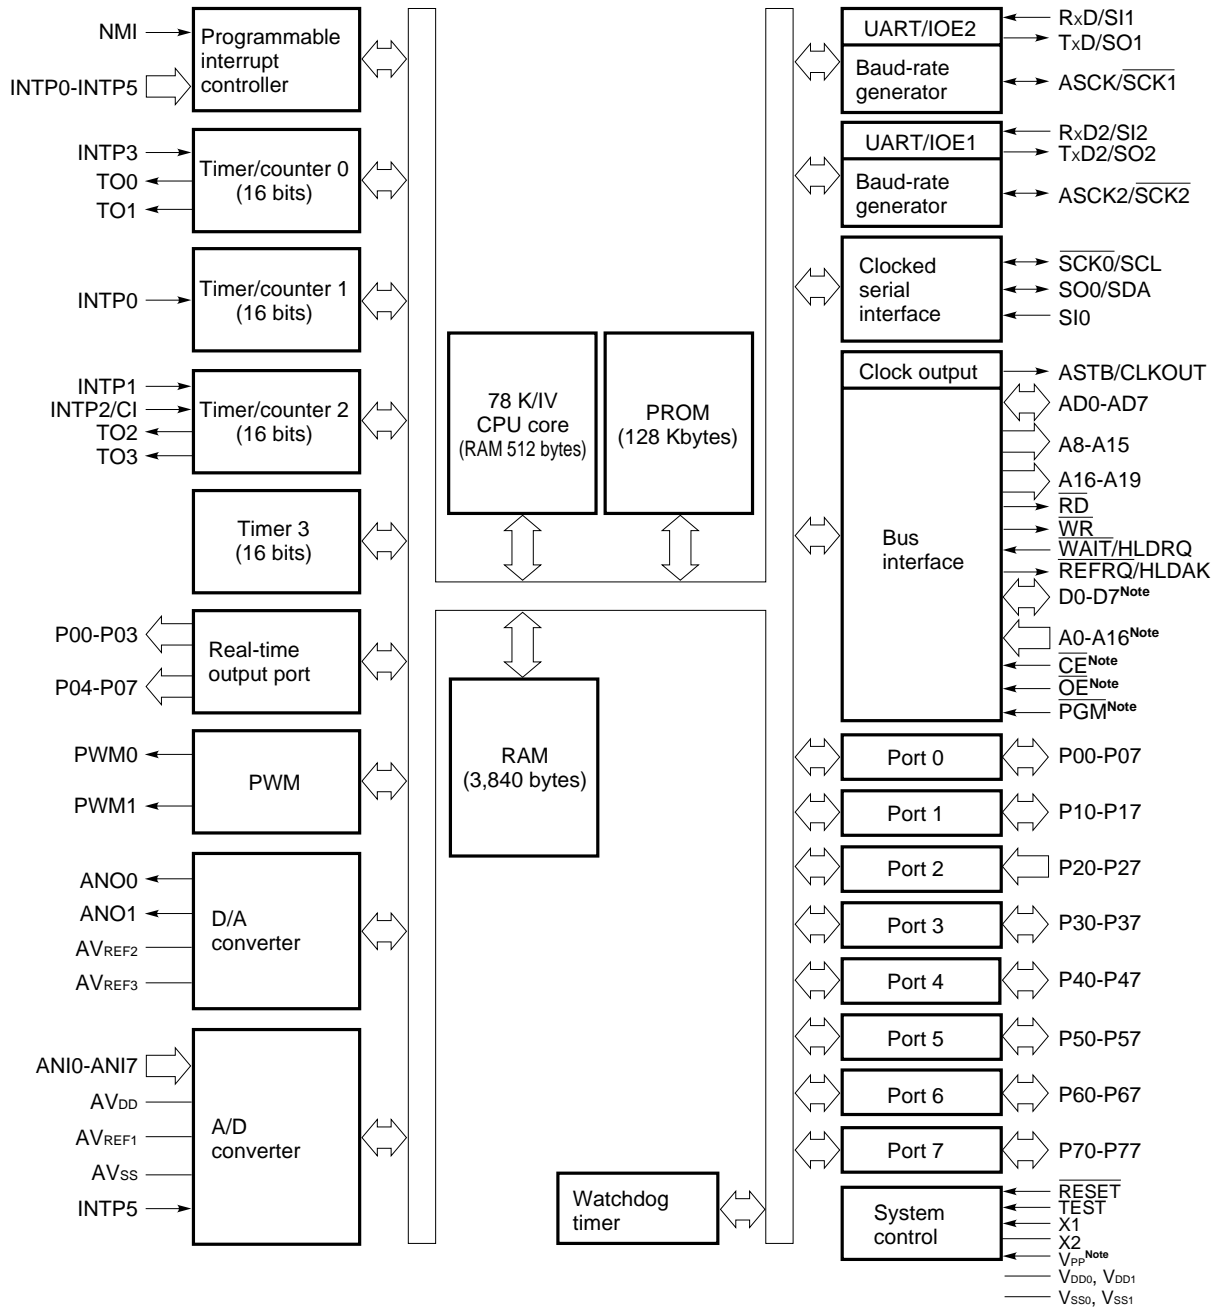 NMI
INTP0-INTP5
Programmable
interrupt
controller
INTP3
TO0
TO1
Timer/counter 0
(16 bits)
INTP0
Timer/counter 1
(16 bits)
INTP1
INTP2/CI
TO2
TO3
Timer/counter 2
(16 bits)
Timer 3
(16 bits)
P00-P03
P04-P07
Real-time
output port
PWM0
PWM1
PWM
ANO0
ANO1
AVREF2
AVREF3
D/A
converter
ANI0-ANI7
AVDD
AVREF1
AVSS
INTP5
A/D
converter
78 K/IV
CPU core
(RAM 512 bytes)
PROM
(128 Kbytes)
RAM
(3,840 bytes)
Watchdog
timer
UART/IOE2
Baud-rate
generator
RxD/SI1
TxD/SO1
ASCK/SCK1
UART/IOE1
Baud-rate
generator
RxD2/SI2
TxD2/SO2
ASCK2/SCK2
Clocked
serial
interface
SCK0/SCL
SO0/SDA
SI0
Clock output
ASTB/CLKOUT
Bus
interface
AD0-AD7
A8-A15
A16-A19
RD
WR
WAIT/HLDRQ
REFRQ/HLDAK
D0-D7Note
A0-A16Note
CENote
OENote
PGMNote
Port 0
P00-P07
Port 1
P10-P17
Port 2
P20-P27
Port 3
P30-P37
Port 4
P40-P47
Port 5
P50-P57
Port 6
P60-P67
Port 7
P70-P77
System
control
RESET
TEST
X1
X2
VPPNote
VDD0, VDD1
VSS0, VSS1